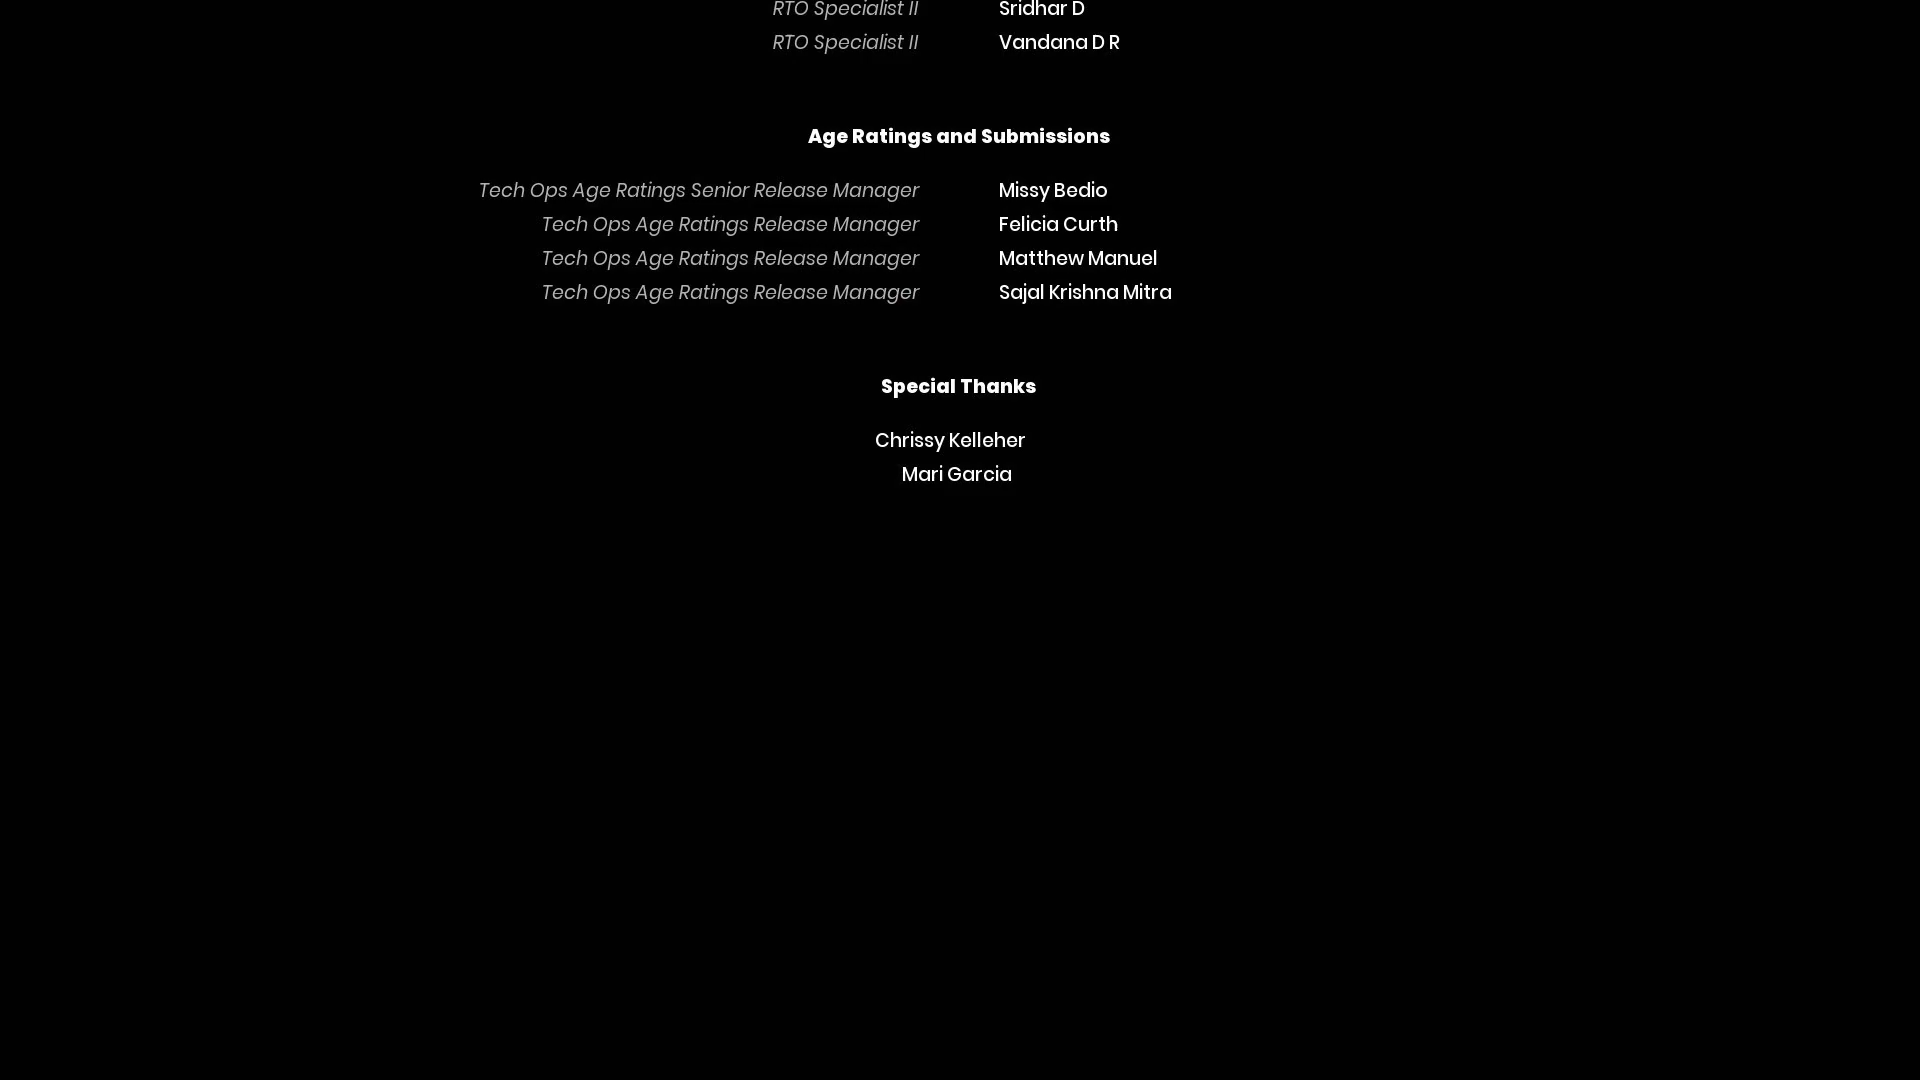 RTO Specialist II Sridhar D
RTO Specialist II Vandana D R
Age Ratings and Submissions
Tech Ops Age Ratings Senior Release Manager Missy Bedio
Tech Ops Age Ratings Release Manager Felicia Curth
Tech Ops Age Ratings Release Manager Matthew Manuel
Tech Ops Age Ratings Release Manager Sajal Krishna Mitra
Special Thanks
Chrissy Kelleher
Mari Garcia